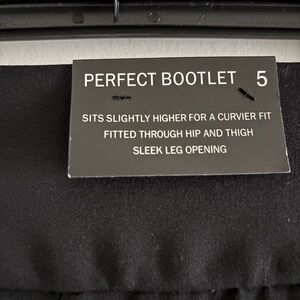 PERFECT BOOTLET 5
SITS SLIGHTLY HIGHER FOR A CURVIER FIT
FITTED THROUGH HIP AND THIGH
SLEEK LEG OPENING